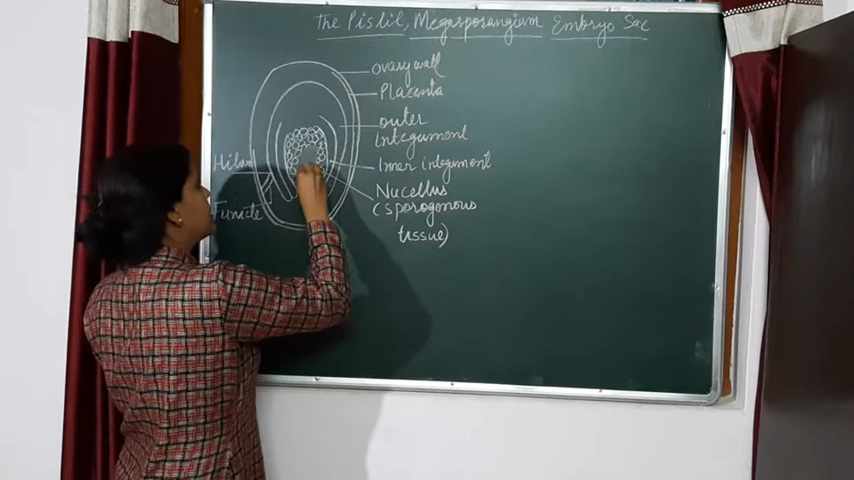 The Pistil, Megasporangium Embryo Sac
ovary wall
Placenta
outer
Integument
Inner integument
Hilum
Nucellus
(sporogonous
tissue)
Funicle